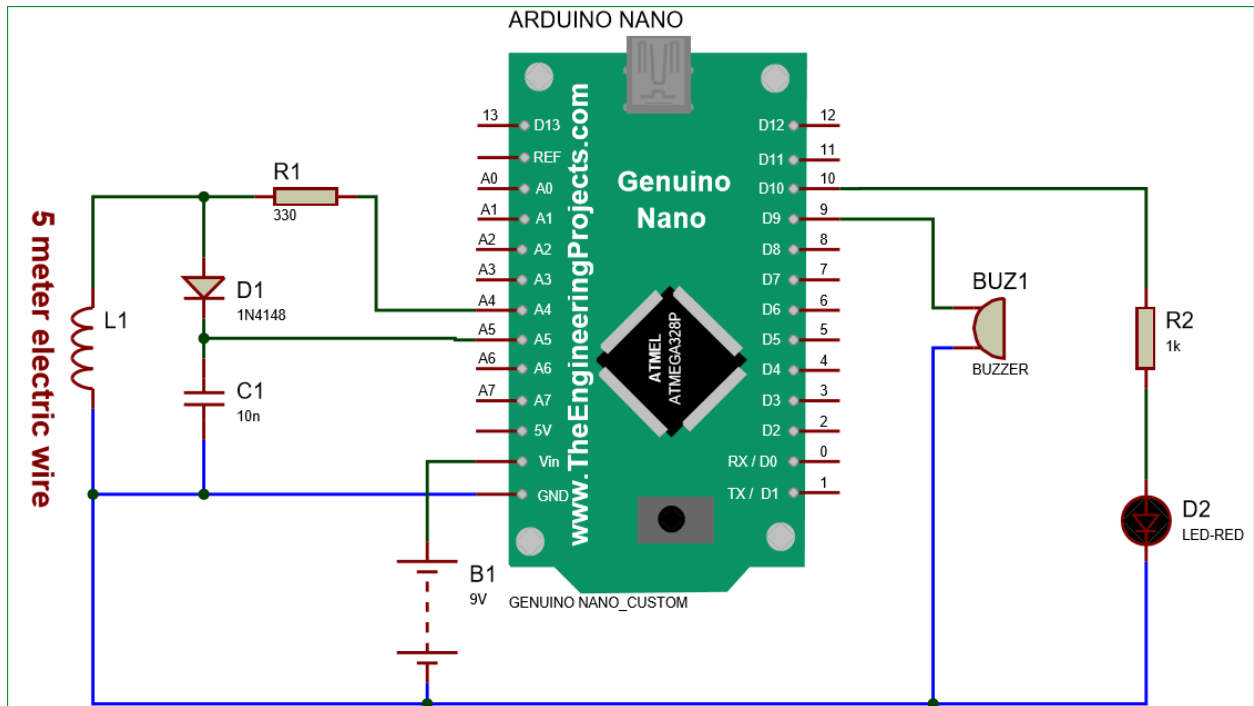 ARDUINO NANO
www.TheEngineeringProjects.com
Genuino
Nano
ATMEL
ATMEGA328P
13
D13
REF
A0
A0
A1
A1
A2
A2
A3
A3
A4
A4
A5
A5
A6
A6
A7
A7
5V
Vin
GND
D12
12
D11
11
D10
10
D9
9
D8
8
D7
7
D6
6
D5
5
D4
4
D3
3
D2
2
RX / D0
0
TX / D1
1
GENUINO NANO_CUSTOM
5 meter electric wire
L1
R1
330
D1
1N4148
C1
10n
B1
9V
BUZ1
BUZZER
R2
1k
D2
LED-RED